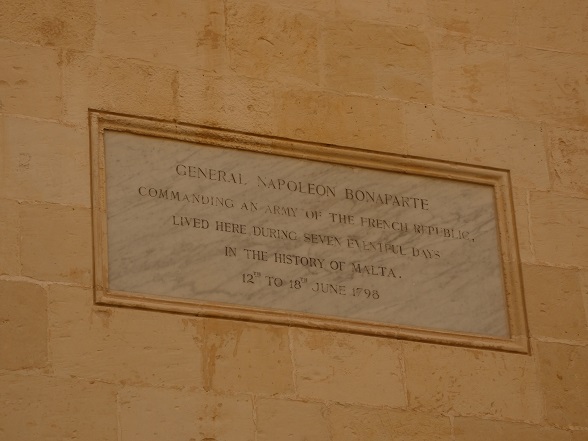 GENERAL NAPOLEON BONAPARTE
COMMANDING AN ARMY OF THE FRENCH REPUBLIC,
LIVED HERE DURING SEVEN EVENTFUL DAYS
IN THE HISTORY OF MALTA.
12TH TO 18TH JUNE 1798